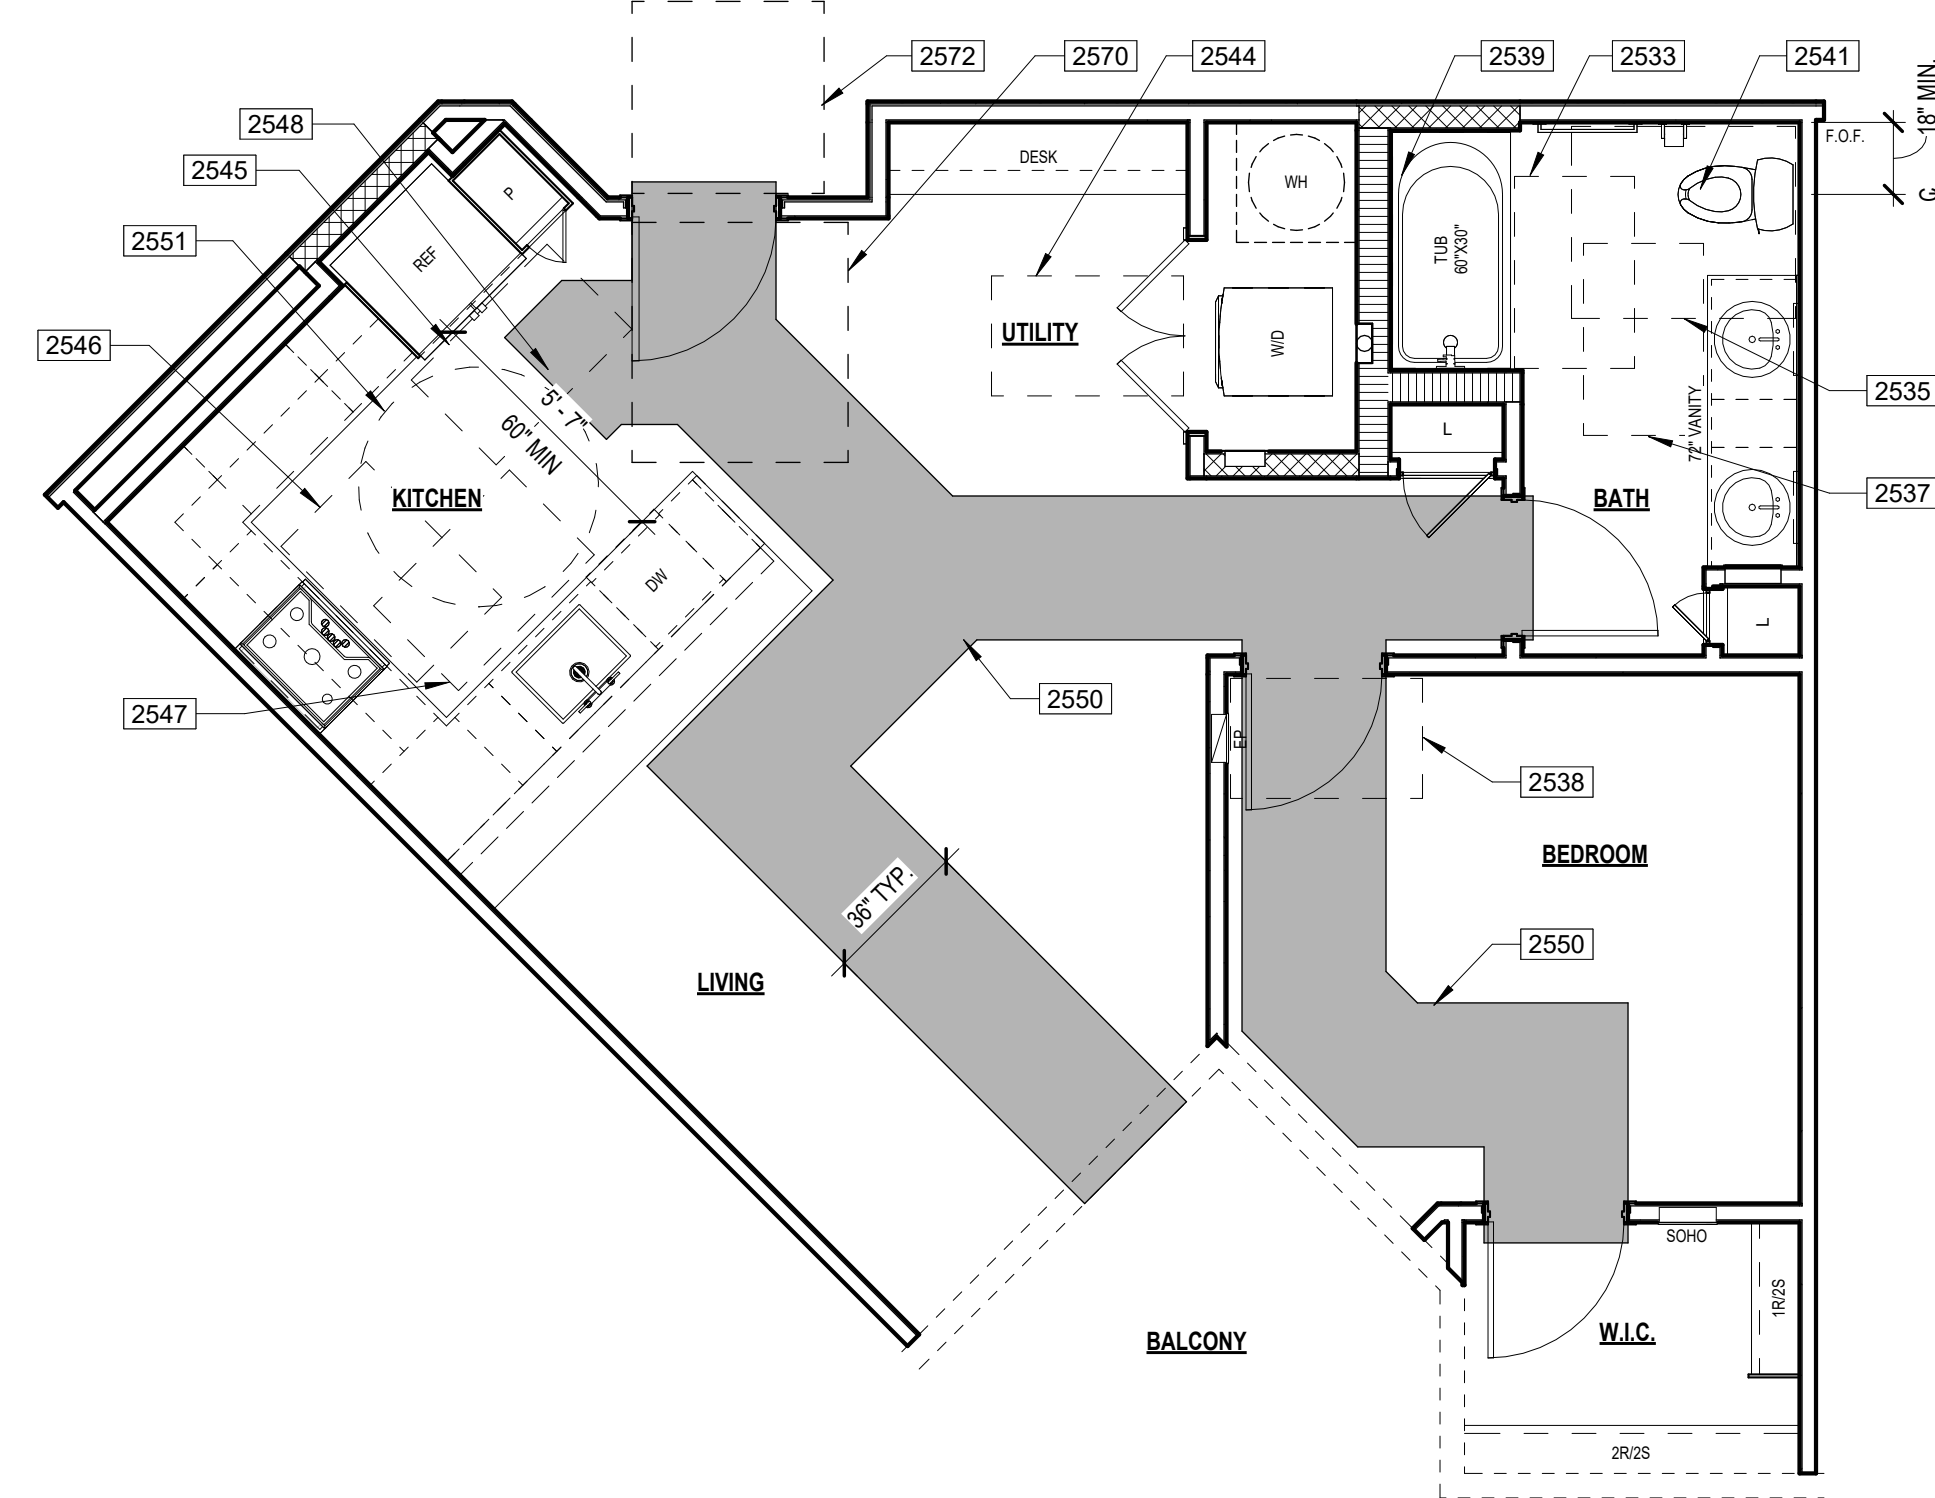 2572
2570
2544
2539
2533
2541
18" MIN.
2548
F.O.F.
2545
DESK
P
WH
2551
REF
TUB
60"X30"
2546
UTILITY
W/D
5' - 7"
60" MIN
2535
72" VANITY
L
KITCHEN
BATH
2537
DW
L
2547
2550
EP
2538
BEDROOM
36" TYP.
2550
LIVING
SOHO
1R/2S
BALCONY
W.I.C.
2R/2S